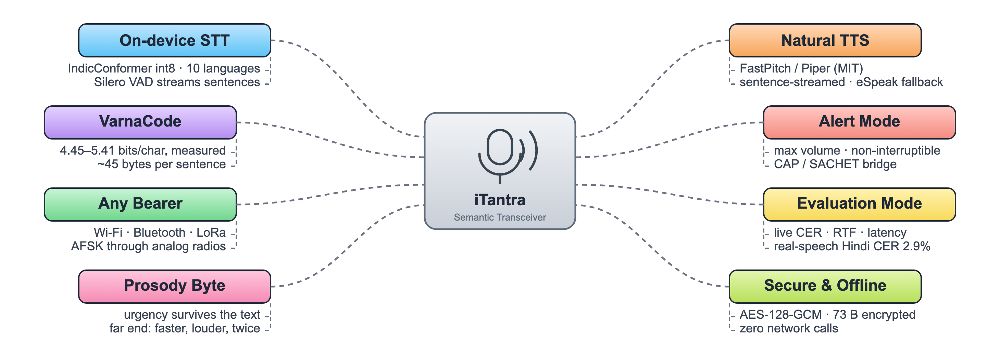 On-device STT
IndicConformer int8 · 10 languages
Silero VAD streams sentences
VarnaCode
4.45–5.41 bits/char, measured
~45 bytes per sentence
Any Bearer
Wi-Fi · Bluetooth · LoRa
AFSK through analog radios
Prosody Byte
urgency survives the text
far end: faster, louder, twice
iTantra
Semantic Transceiver
Natural TTS
FastPitch / Piper (MIT)
sentence-streamed · eSpeak fallback
Alert Mode
max volume · non-interruptible
CAP / SACHET bridge
Evaluation Mode
live CER · RTF · latency
real-speech Hindi CER 2.9%
Secure & Offline
AES-128-GCM · 73 B encrypted
zero network calls